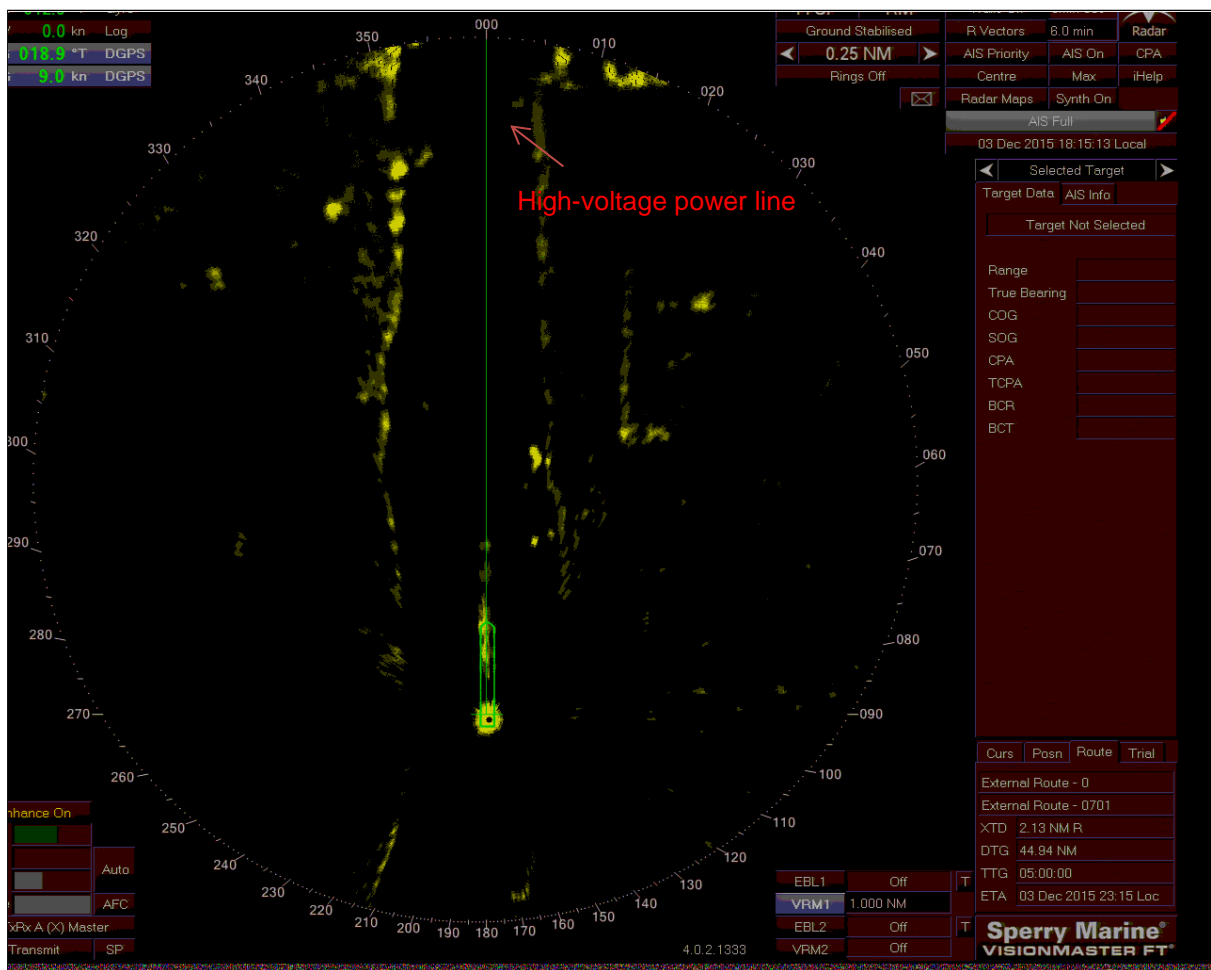 0.0 kn Log
018.9 °T DGPS
9.0 kn DGPS
000
350
010
340
020
330
030
320
040
310
050
300
060
290
070
280
080
270
090
260
100
250
110
240
120
230
130
220
140
210
200
190
180
170
160
150
High-voltage power line
Ground Stabilised
0.25 NM
Rings Off
R Vectors 6.0 min Radar
AIS Priority AIS On CPA
Centre Max iHelp
Radar Maps Synth On
AIS Full
03 Dec 2015 18:15:13 Local
Selected Target
Target Data AIS Info
Target Not Selected
Range
True Bearing
COG
SOG
CPA
TCPA
BCR
BCT
Curs Posn Route Trial
External Route - 0
External Route - 0701
XTD 2.13 NM R
DTG 44.94 NM
TTG 05:00:00
ETA 03 Dec 2015 23:15 Loc
nhance On
Auto
AFC
TxRx A (X) Master
Transmit SP
4.0.2.1333
EBL1 Off T
VRM1 1.000 NM
EBL2 Off T
VRM2 Off
Sperry Marine®
VISIONMASTER FT